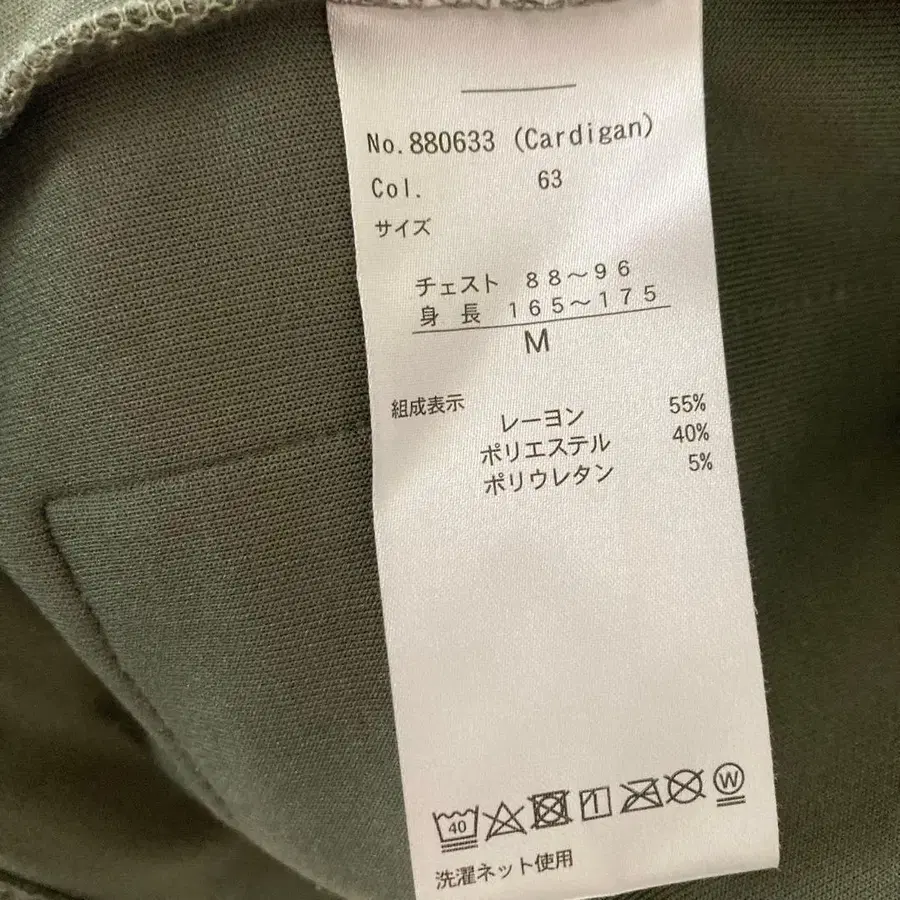 No.880633 (Cardigan)
Col. 63
サイズ
チェスト 88～96
身長 165～175
M
組成表示
レーヨン 55%
ポリエステル 40%
ポリウレタン 5%
40 W
洗濯ネット使用